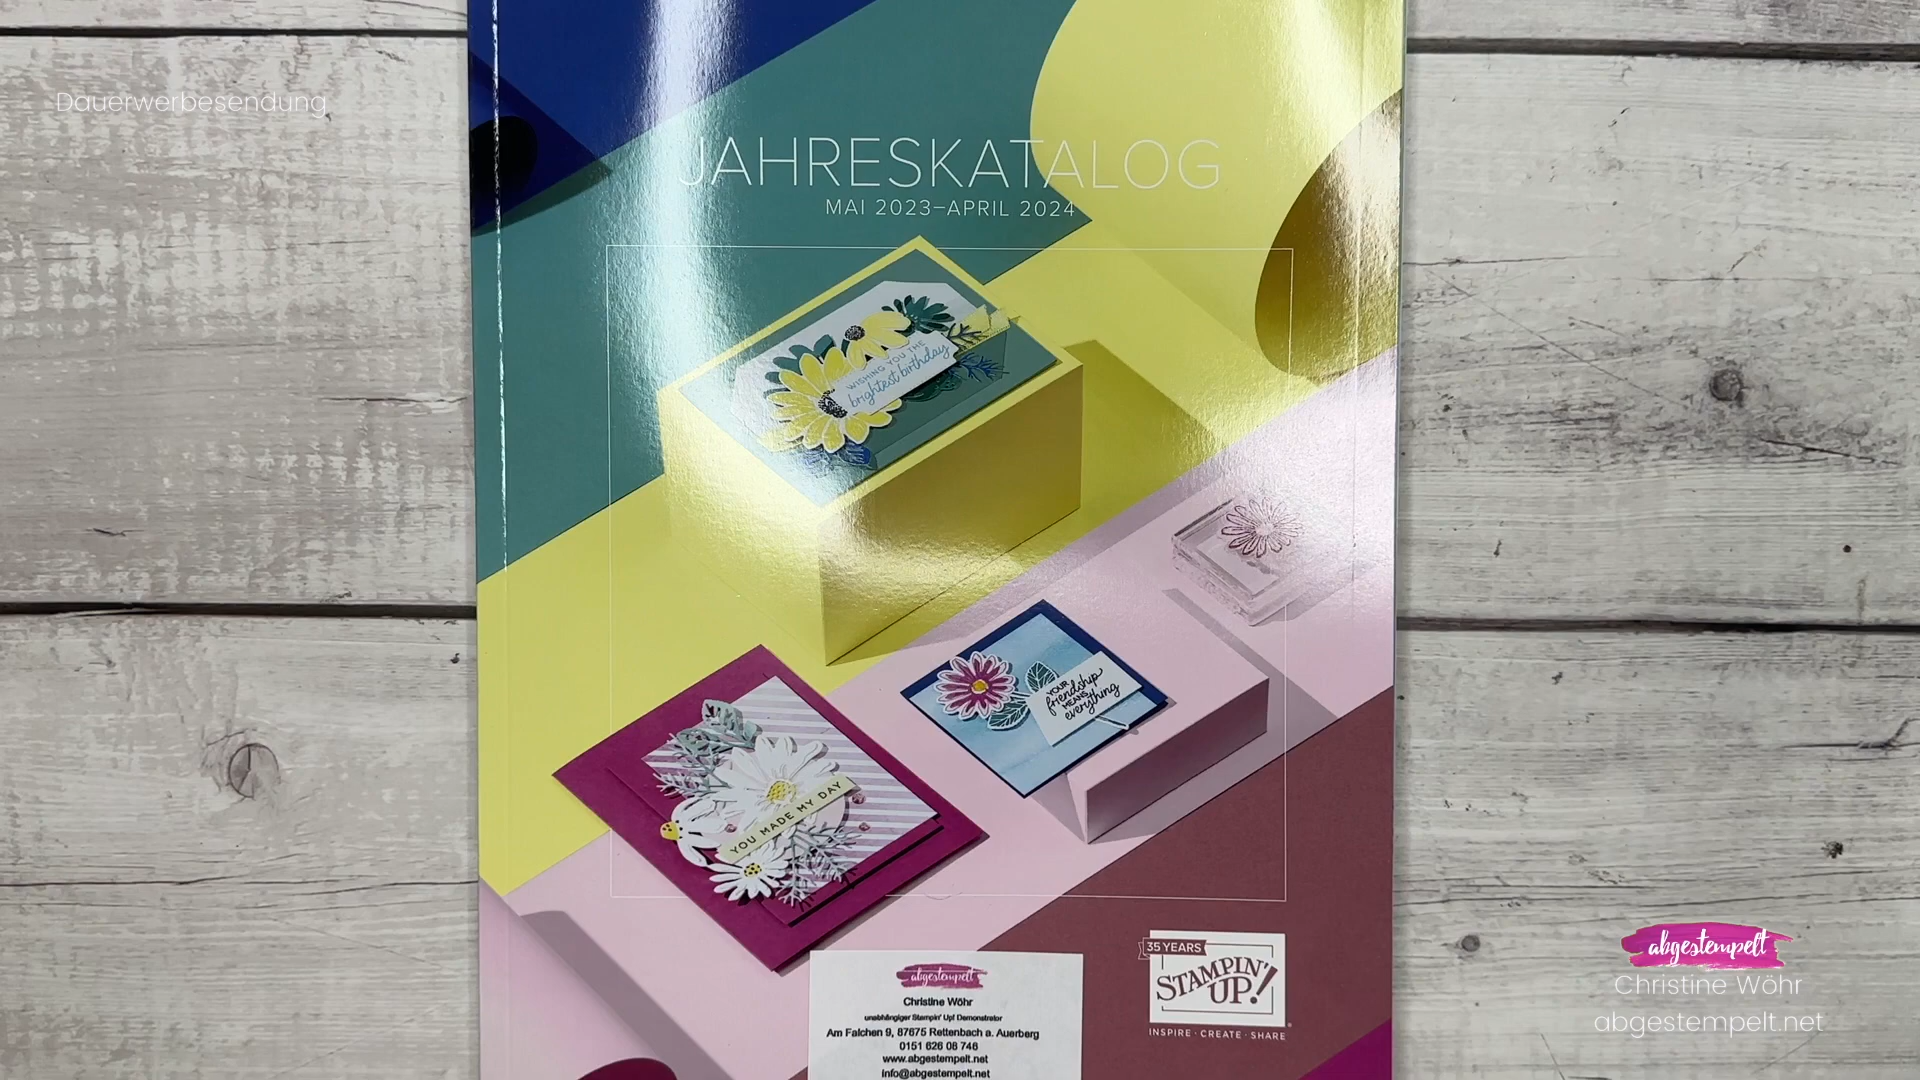 Dauerwerbesendung
JAHRESKATALOG
MAI 2023–APRIL 2024
WISHING YOU THE
brightest birthday
YOUR
friendship
MEANS
everything
YOU MADE MY DAY
35 YEARS
STAMPIN'
UP!
INSPIRE · CREATE · SHARE
abgestempelt
Christine Wöhr
unabhängiger Stampin' Up! Demonstrator
Am Falchen 9, 87675 Rettenbach a. Auerberg
0151 626 08 746
www.abgestempelt.net
info@abgestempelt.net
abgestempelt
Christine Wöhr
abgestempelt.net